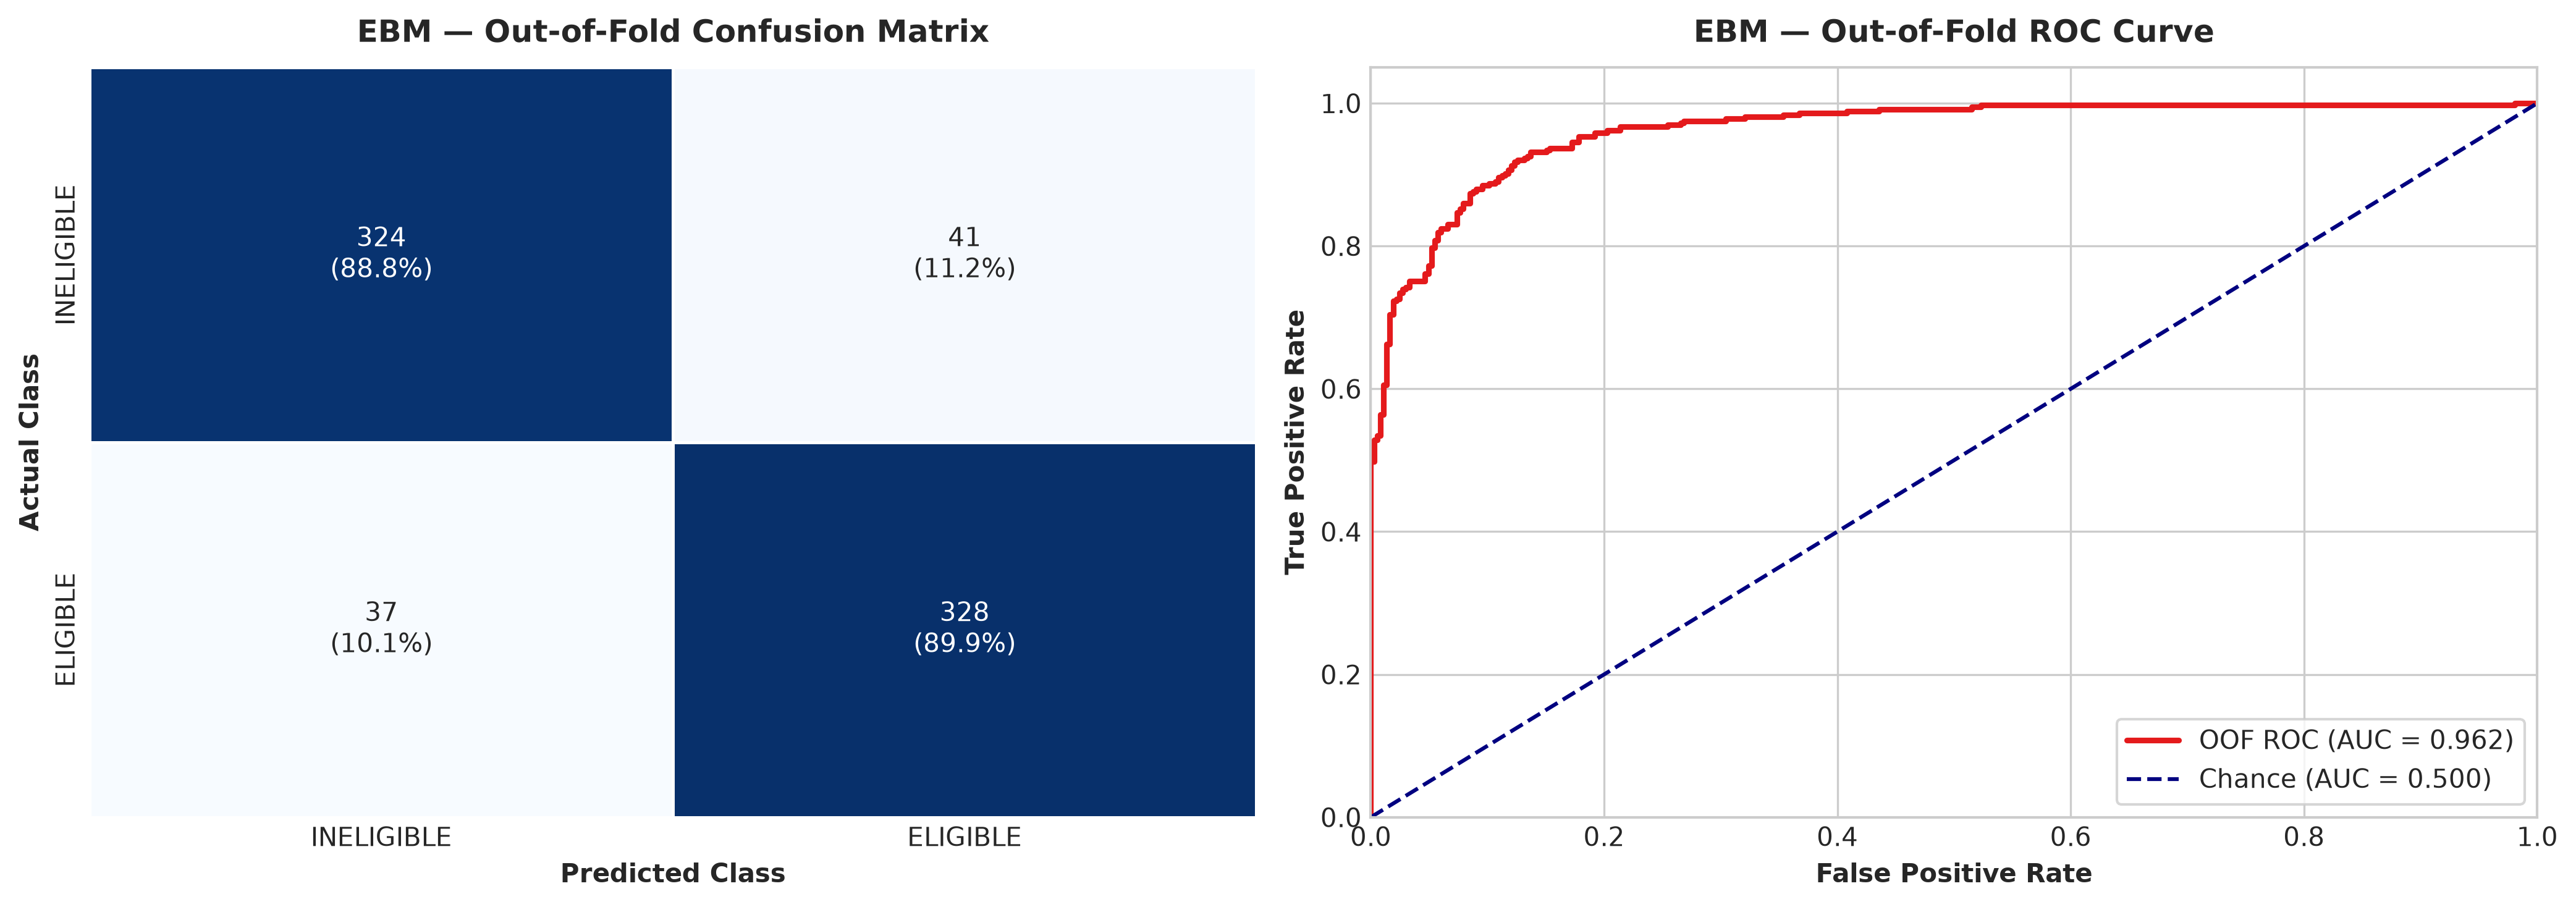 EBM — Out-of-Fold Confusion Matrix
Actual Class
INELIGIBLE
ELIGIBLE
324
(88.8%)
41
(11.2%)
37
(10.1%)
328
(89.9%)
INELIGIBLE
ELIGIBLE
Predicted Class
EBM — Out-of-Fold ROC Curve
True Positive Rate
1.0
0.8
0.6
0.4
0.2
0.0
0.0
0.2
0.4
0.6
0.8
1.0
False Positive Rate
OOF ROC (AUC = 0.962)
Chance (AUC = 0.500)